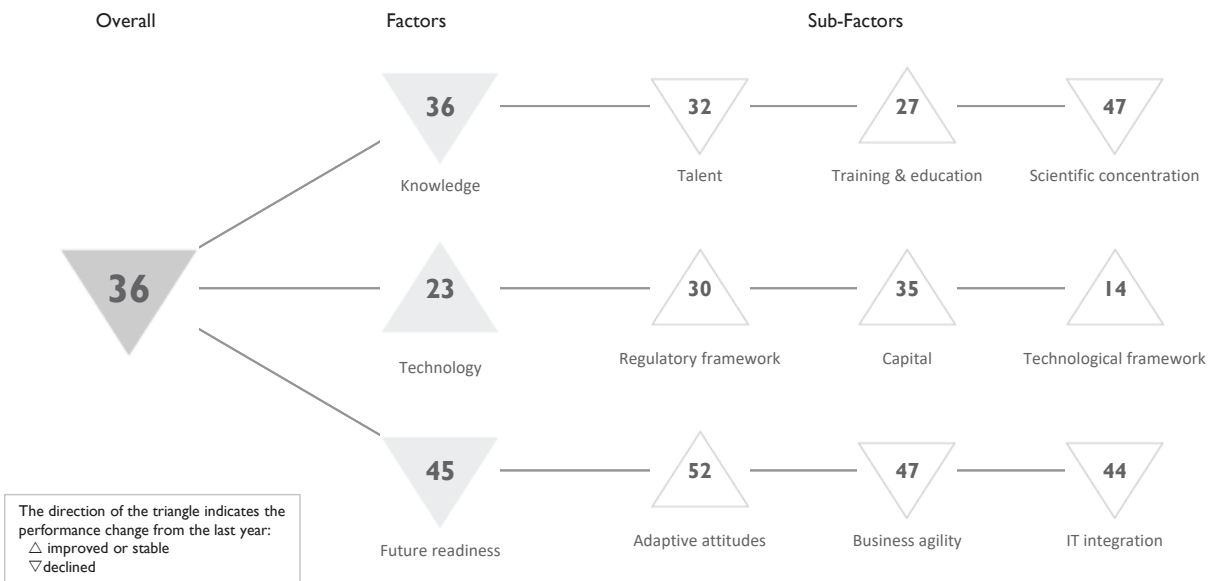 Overall
Factors
Sub-Factors
36
32
27
47
Knowledge
Talent
Training & education
Scientific concentration
36
23
30
35
14
Technology
Regulatory framework
Capital
Technological framework
45
52
47
44
Future readiness
Adaptive attitudes
Business agility
IT integration
The direction of the triangle indicates the
performance change from the last year:
△ improved or stable
▽declined